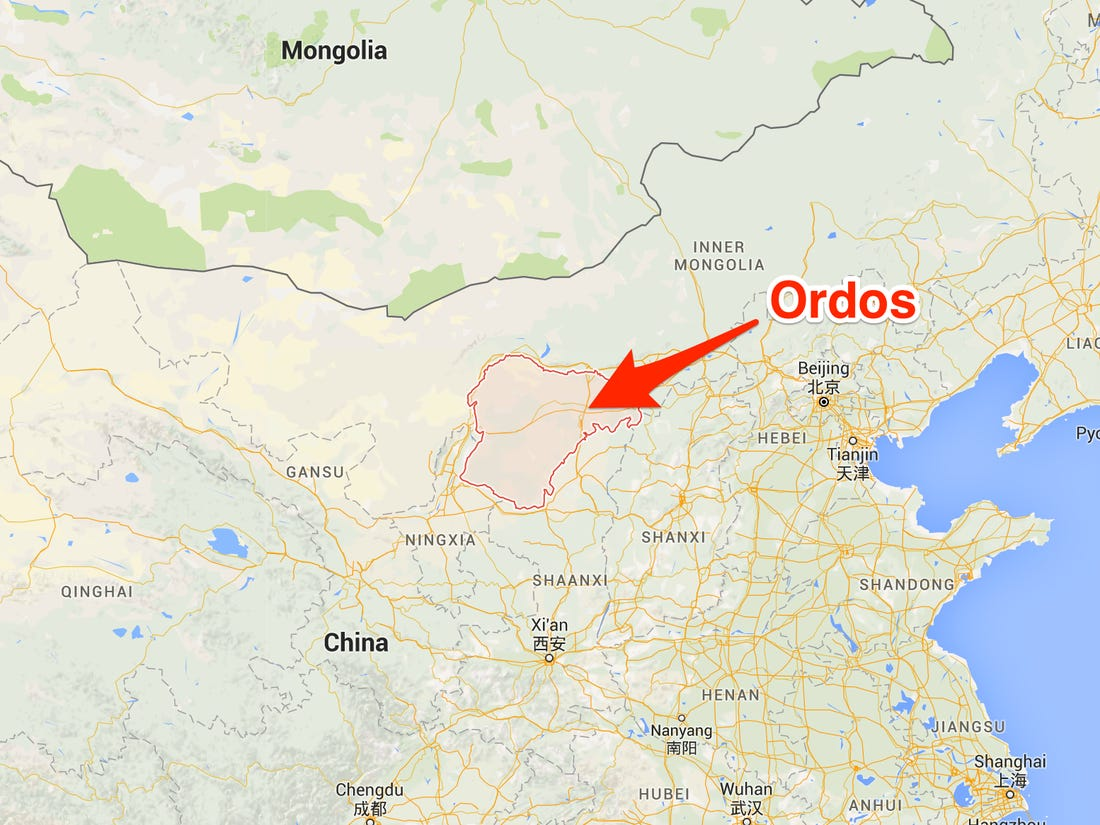 Mongolia
INNER
MONGOLIA
Ordos
Beijing
北京
HEBEI
Tianjin
天津
GANSU
NINGXIA
SHANXI
SHAANXI
SHANDONG
QINGHAI
China
Xi'an
西安
HENAN
Nanyang
南阳
JIANGSU
Shanghai
上海
Chengdu
成都
HUBEI
Wuhan
武汉
ANHUI